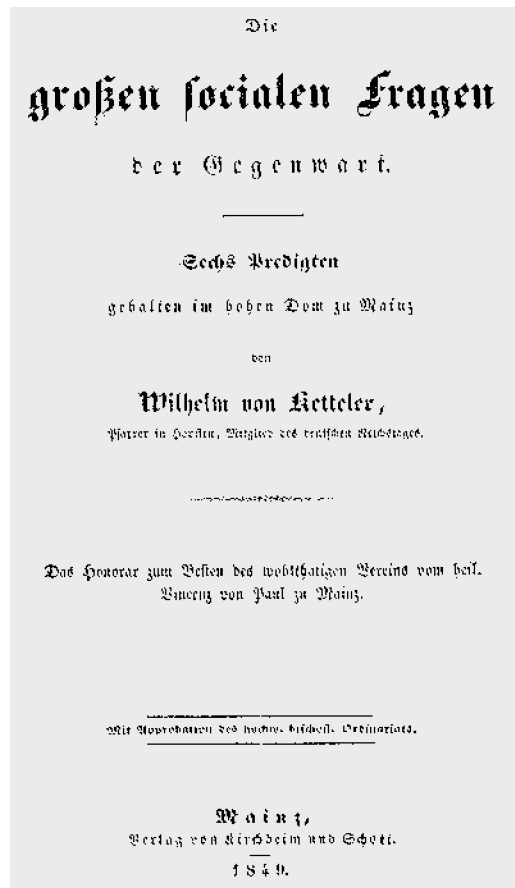 Die
großen socialen Fragen
der Gegenwart.
Sechs Predigten
gehalten im hohen Dom zu Mainz
von
Wilhelm von Ketteler,
Pfarrer in Horsten, Mitglied des deutschen Reichstages.
Das Honorar zum Besten des wohlthätigen Vereins vom heil.
Vincenz von Paul zu Mainz.
Mit Approbation des hochw. bischöfl. Ordinariats.
Mainz,
Verlag von Kirchheim und Schott.
1849.